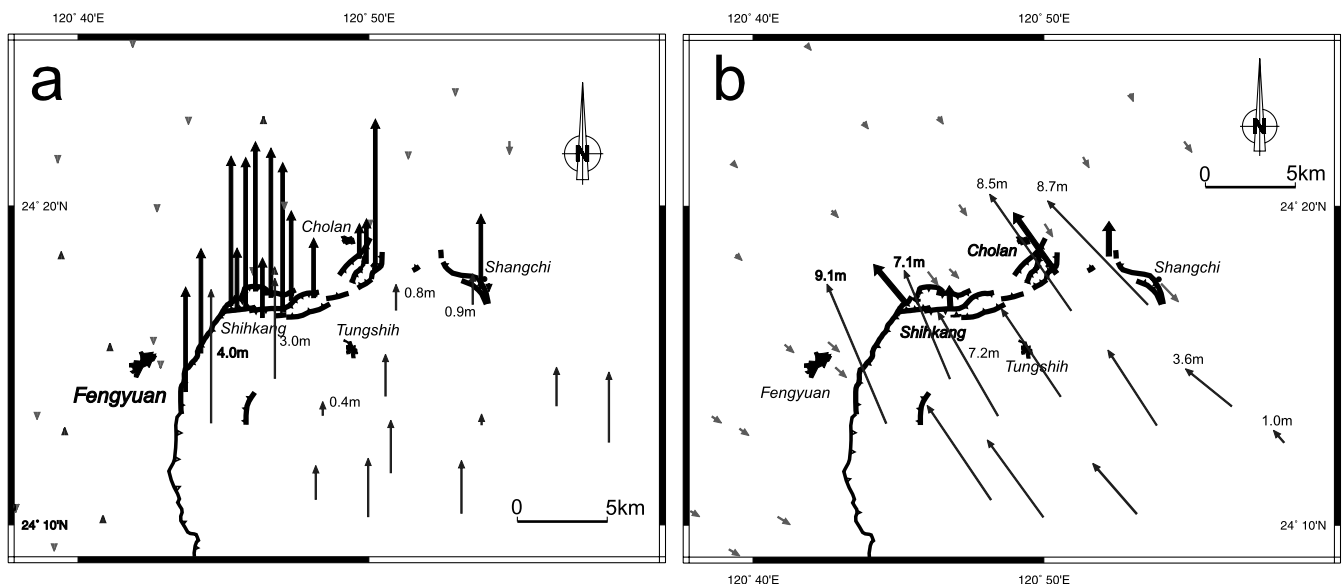 120° 40'E
120° 50'E
a
N
24° 20'N
Cholan
Shangchi
0.8m
0.9m
Shihkang
3.0m
Tungshih
4.0m
Fengyuan
0.4m
0
5km
24° 10'N
120° 40'E
120° 50'E
b
N
0
5km
8.5m
8.7m
24° 20'N
Cholan
7.1m
9.1m
Shangchi
Shihkang
7.2m
Tungshih
3.6m
Fengyuan
1.0m
24° 10'N
120° 40'E
120° 50'E